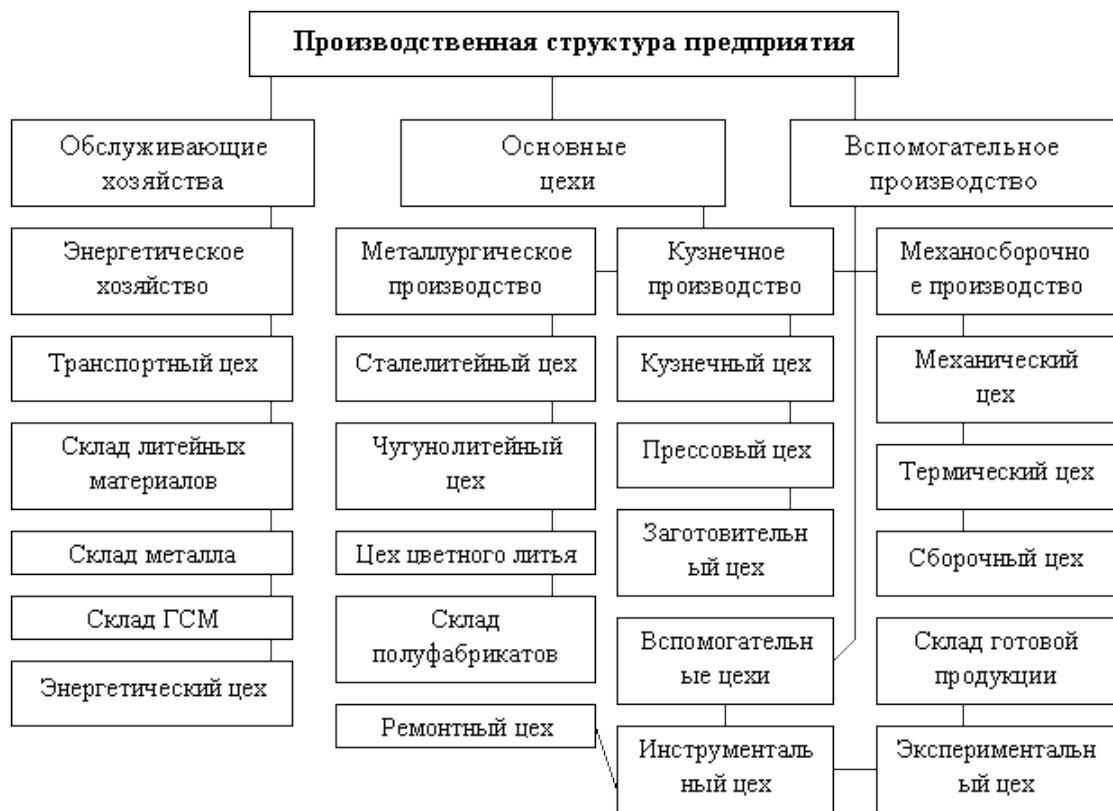 Производственная структура предприятия
Обслуживающие
хозяйства
Основные
цехи
Вспомогательное
производство
Энергетическое
хозяйство
Металлургическое
производство
Кузнечное
производство
Механосборочно
е производство
Транспортный цех
Сталелитейный цех
Кузнечный цех
Механический
цех
Склад литейных
материалов
Чугунолитейный
цех
Прессовый цех
Термический цех
Склад металла
Цех цветного литья
Заготовительн
ый цех
Сборочный цех
Склад ГСМ
Склад
полуфабрикатов
Вспомогательн
ые цехи
Склад готовой
продукции
Энергетический цех
Ремонтный цех
Инструменталь
ный цех
Экспериментальн
ый цех